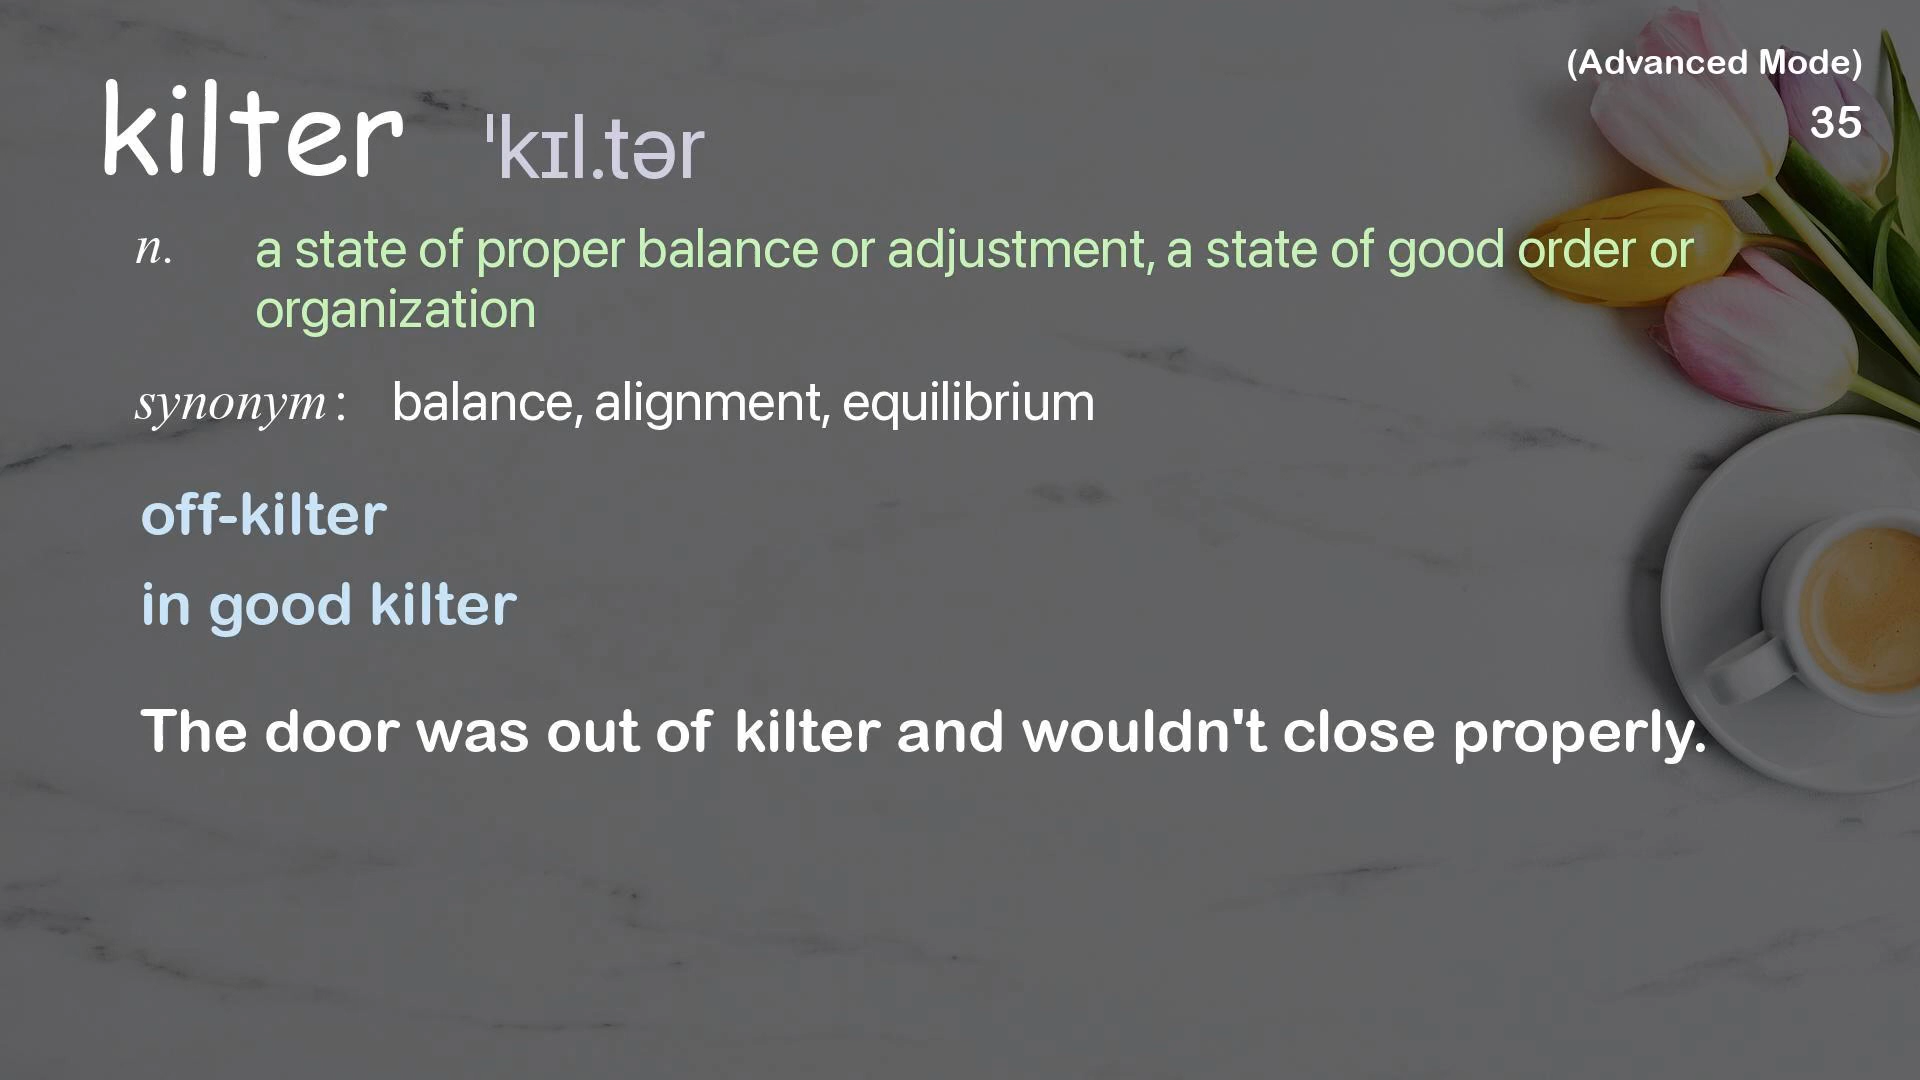 (Advanced Mode)
35
kilter ˈkɪl.tər
n. a state of proper balance or adjustment, a state of good order or
organization
synonym: balance, alignment, equilibrium
off-kilter
in good kilter
The door was out of kilter and wouldn't close properly.